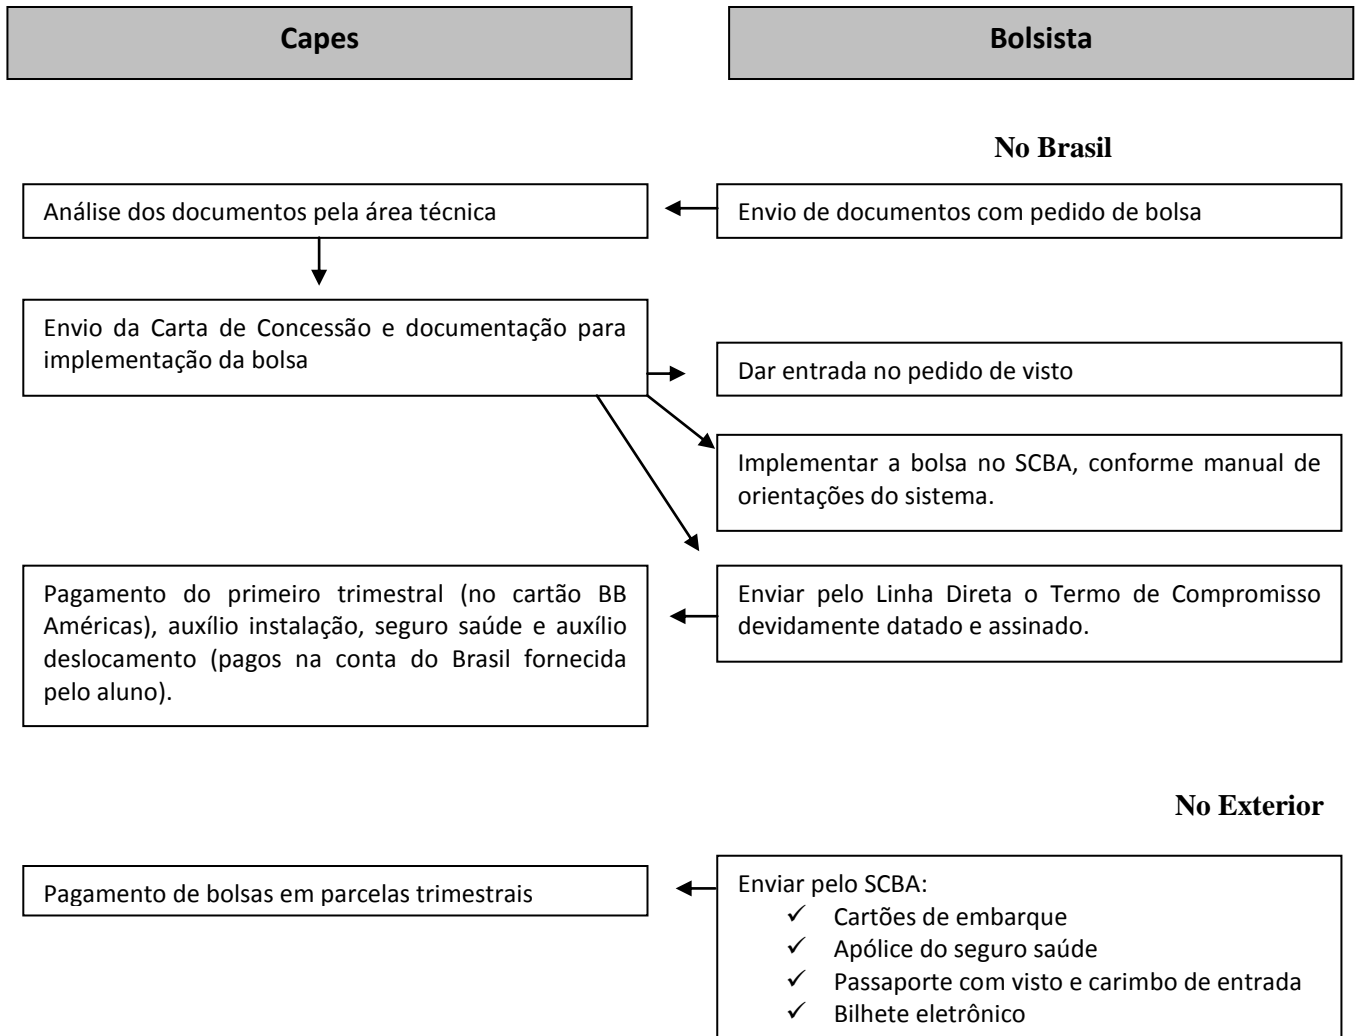 Capes
Bolsista
No Brasil
Análise dos documentos pela área técnica
Envio de documentos com pedido de bolsa
Envio da Carta de Concessão e documentação para
implementação da bolsa
Dar entrada no pedido de visto
Implementar a bolsa no SCBA, conforme manual de
orientações do sistema.
Pagamento do primeiro trimestral (no cartão BB
Américas), auxílio instalação, seguro saúde e auxílio
deslocamento (pagos na conta do Brasil fornecida
pelo aluno).
Enviar pelo Linha Direta o Termo de Compromisso
devidamente datado e assinado.
No Exterior
Pagamento de bolsas em parcelas trimestrais
Enviar pelo SCBA:
✓ Cartões de embarque
✓ Apólice do seguro saúde
✓ Passaporte com visto e carimbo de entrada
✓ Bilhete eletrônico